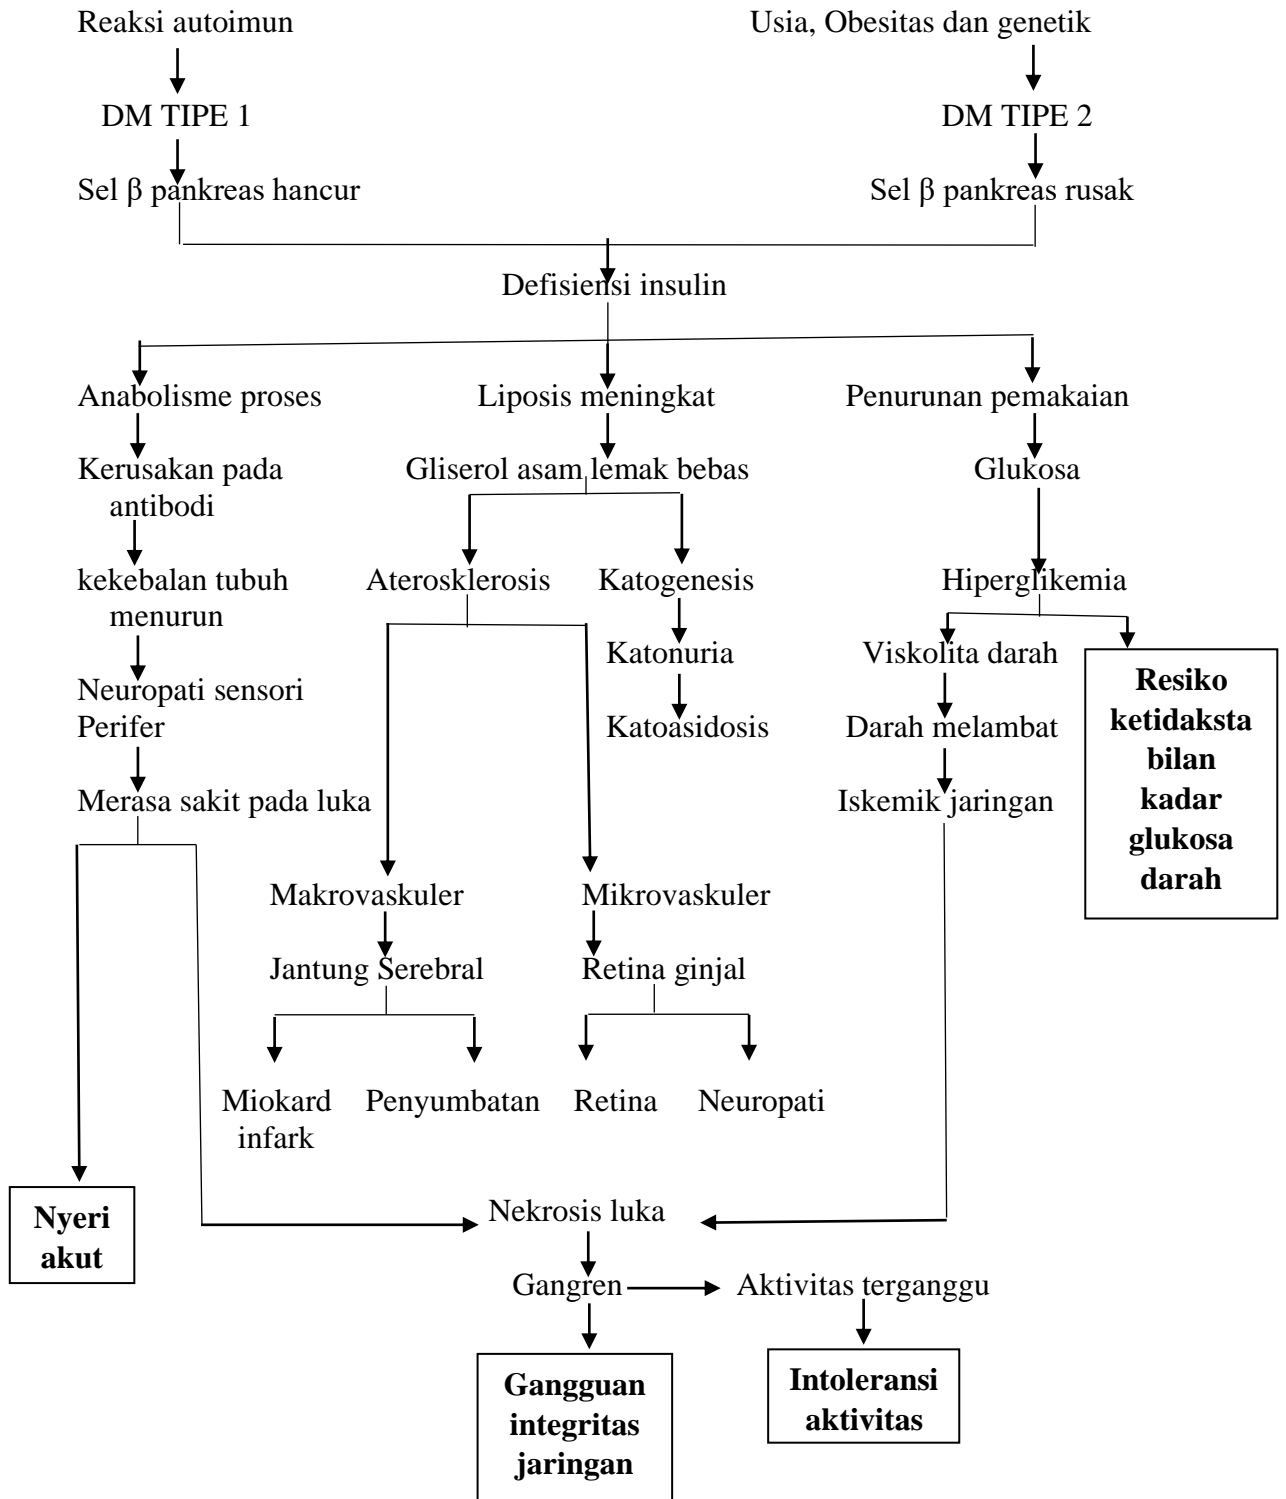 Reaksi autoimun
Usia, Obesitas dan genetik
DM TIPE 1
DM TIPE 2
Sel β pankreas hancur
Sel β pankreas rusak
Defisiensi insulin
Anabolisme proses
Liposis meningkat
Penurunan pemakaian
Kerusakan pada
antibodi
Gliserol asam lemak bebas
Glukosa
kekebalan tubuh
menurun
Aterosklerosis
Katogenesis
Hiperglikemia
Katonuria
Viskolita darah
Resiko
ketidaksta
bilan
kadar
glukosa
darah
Neuropati sensori
Perifer
Katoasidosis
Darah melambat
Merasa sakit pada luka
Iskemik jaringan
Makrovaskuler
Mikrovaskuler
Jantung Serebral
Retina ginjal
Miokard
infark
Penyumbatan
Retina
Neuropati
Nyeri
akut
Nekrosis luka
Gangren
Aktivitas terganggu
Gangguan
integritas
jaringan
Intoleransi
aktivitas